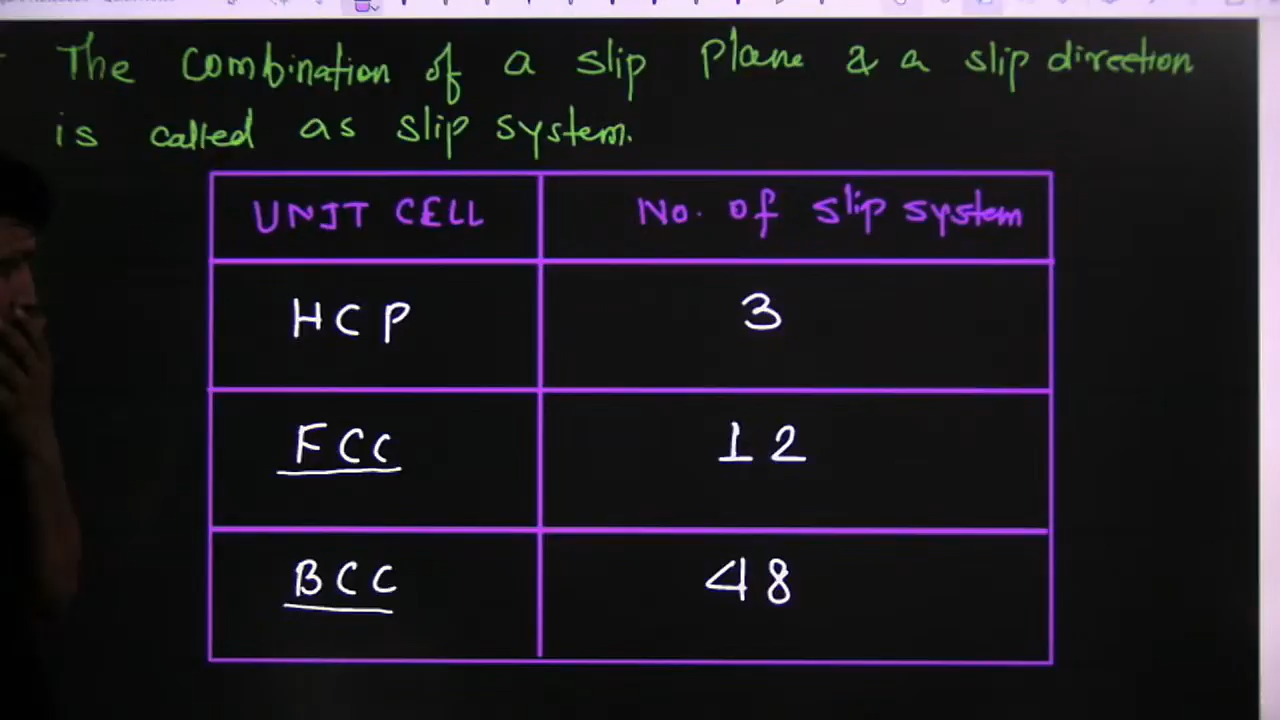 The combination of a slip plane & a slip direction
is called as slip system.
UNIT CELL No. of slip system
HCP 3
FCC 12
BCC 48